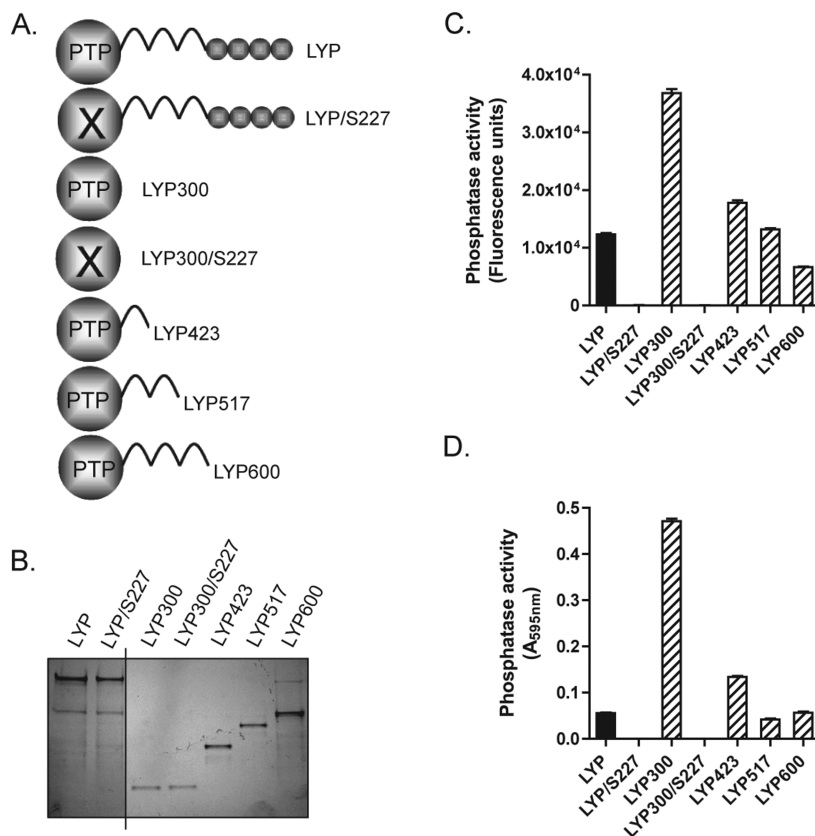 A.
PTP
LYP
X
LYP/S227
PTP
LYP300
X
LYP300/S227
PTP
LYP423
PTP
LYP517
PTP
LYP600
B.
LYP
LYP/S227
LYP300
LYP300/S227
LYP423
LYP517
LYP600
C.
Phosphatase activity
(Fluorescence units)
4.0x10⁴
3.0x10⁴
2.0x10⁴
1.0x10⁴
0
LYP
LYP/S227
LYP300
LYP300/S227
LYP423
LYP517
LYP600
D.
Phosphatase activity
(A595nm)
0.5
0.4
0.3
0.2
0.1
0.0
LYP
LYP/S227
LYP300
LYP300/S227
LYP423
LYP517
LYP600